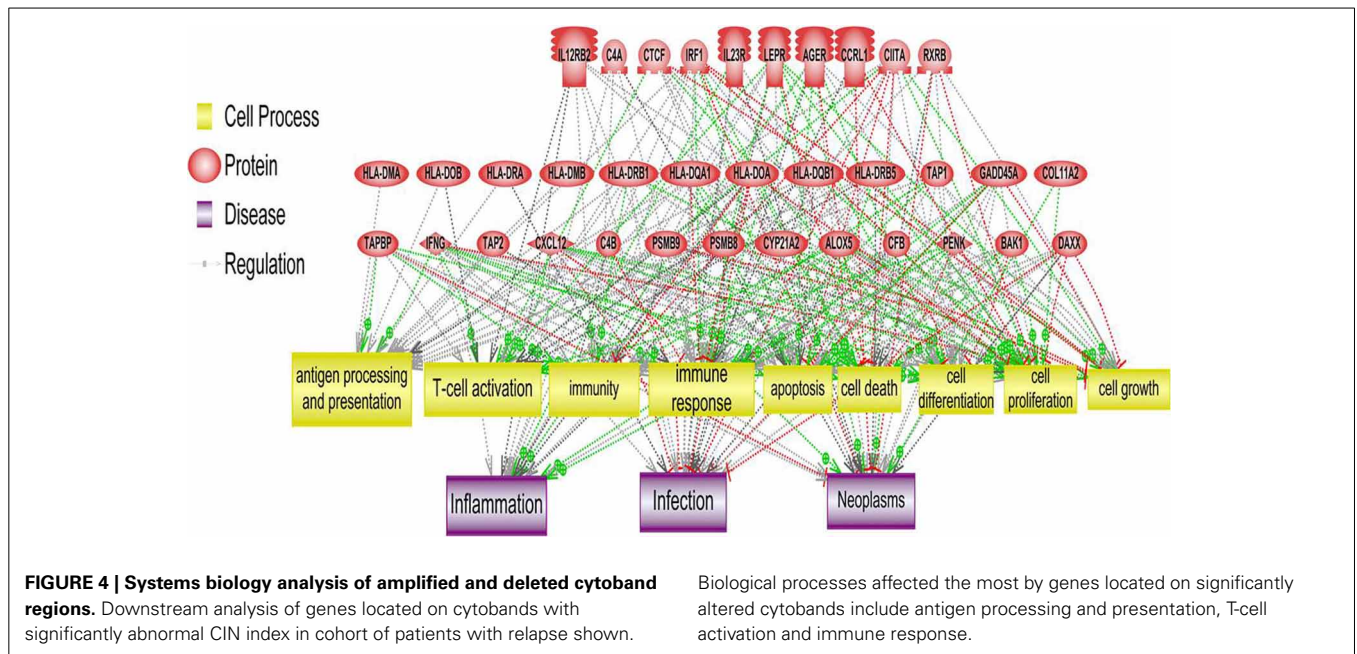 IL12RB2 C4A CTCF IRF1 IL23R LEPR AGER CCRL1 CIITA RXRB
Cell Process
Protein
Disease
Regulation
HLA-DMA HLA-DOB HLA-DRA HLA-DMB HLA-DRB1 HLA-DQA1 HLA-DOA HLA-DQB1 HLA-DRB5 TAP1 GADD45A COL11A2
TAPBP IFNG TAP2 CXCL12 C4B PSMB9 PSMB8 CYP21A2 ALOX5 CFB PENK BAK1 DAXX
antigen processing
and presentation
T-cell activation
immunity
immune
response
apoptosis
cell death
cell
differentiation
cell
proliferation
cell growth
Inflammation
Infection
Neoplasms
FIGURE 4 | Systems biology analysis of amplified and deleted cytoband
regions. Downstream analysis of genes located on cytobands with
significantly abnormal CIN index in cohort of patients with relapse shown.
Biological processes affected the most by genes located on significantly
altered cytobands include antigen processing and presentation, T-cell
activation and immune response.